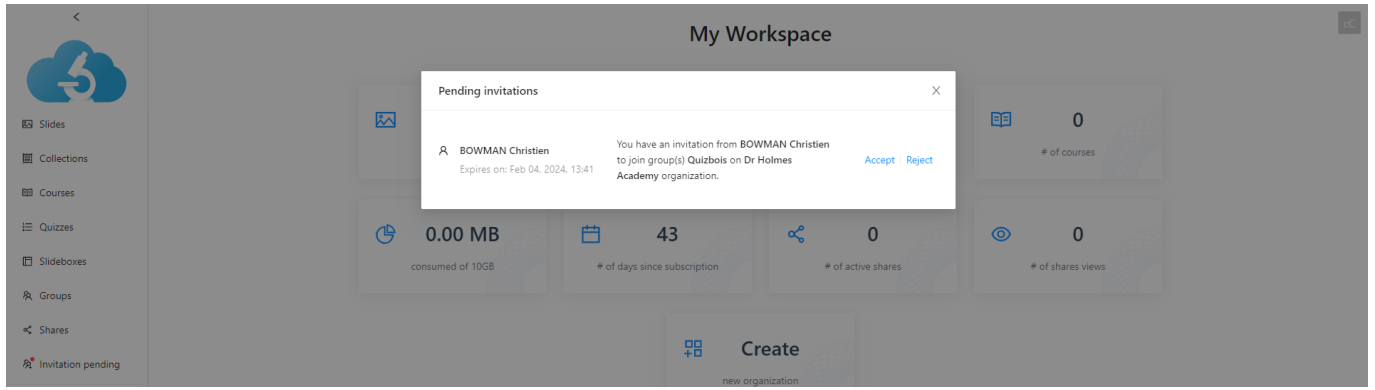 My Workspace
cC
Slides
Collections
Courses
Quizzes
Slideboxes
Groups
Shares
Invitation pending
Pending invitations
BOWMAN Christien
Expires on: Feb 04, 2024, 13:41
You have an invitation from BOWMAN Christien
to join group(s) Quizbois on Dr Holmes
Academy organization.
Accept
Reject
0
# of courses
0.00 MB
consumed of 10GB
43
# of days since subscription
0
# of active shares
0
# of shares views
Create
new organization